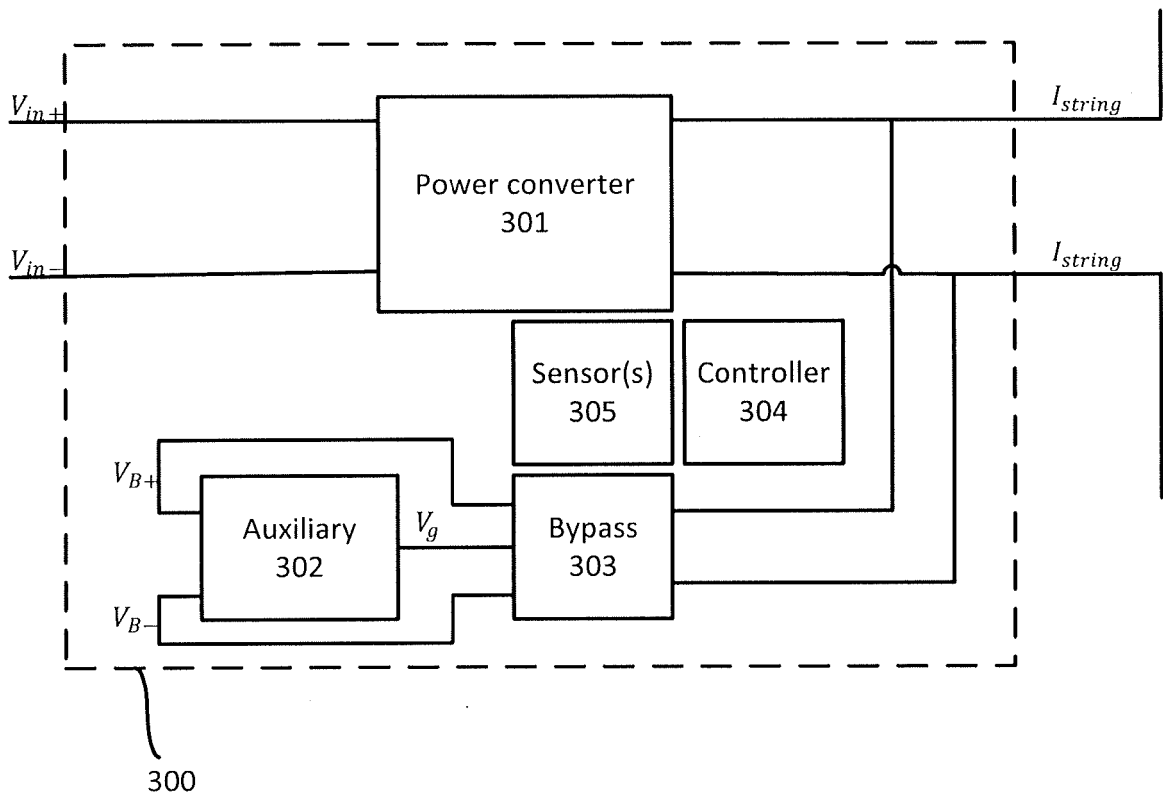 V_in+
I_string
Power converter
301
V_in−
I_string
Sensor(s)
305
Controller
304
V_B+
Auxiliary
302
V_g
Bypass
303
V_B−
300